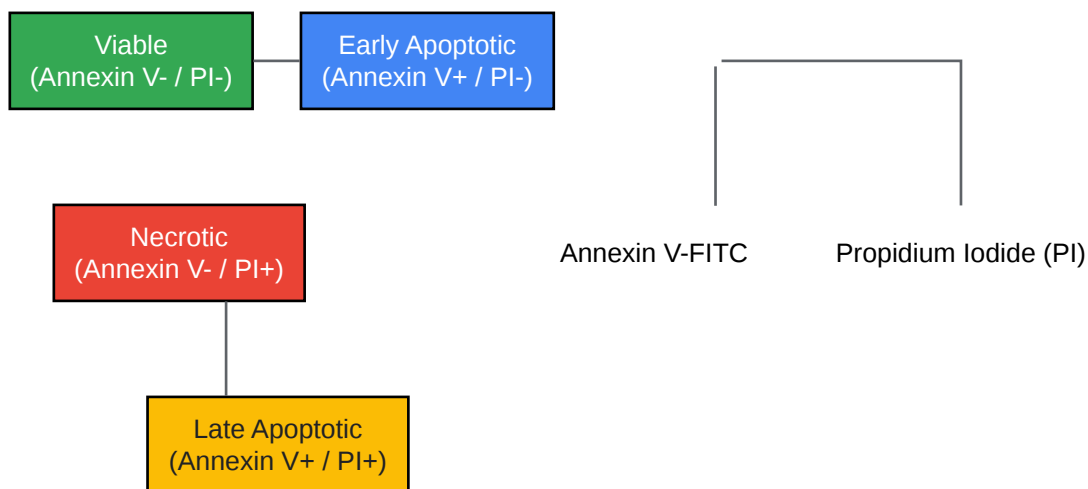 Viable
(Annexin V- / PI-)
Early Apoptotic
(Annexin V+ / PI-)
Necrotic
(Annexin V- / PI+)
Annexin V-FITC
Propidium Iodide (PI)
Late Apoptotic
(Annexin V+ / PI+)